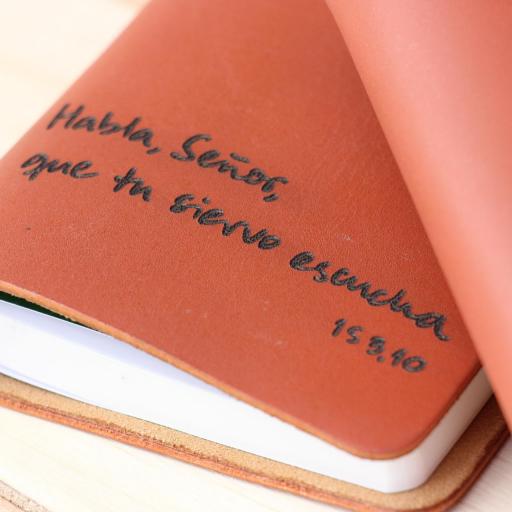 Habla, Señor,
que tu siervo escucha
1S 3,10